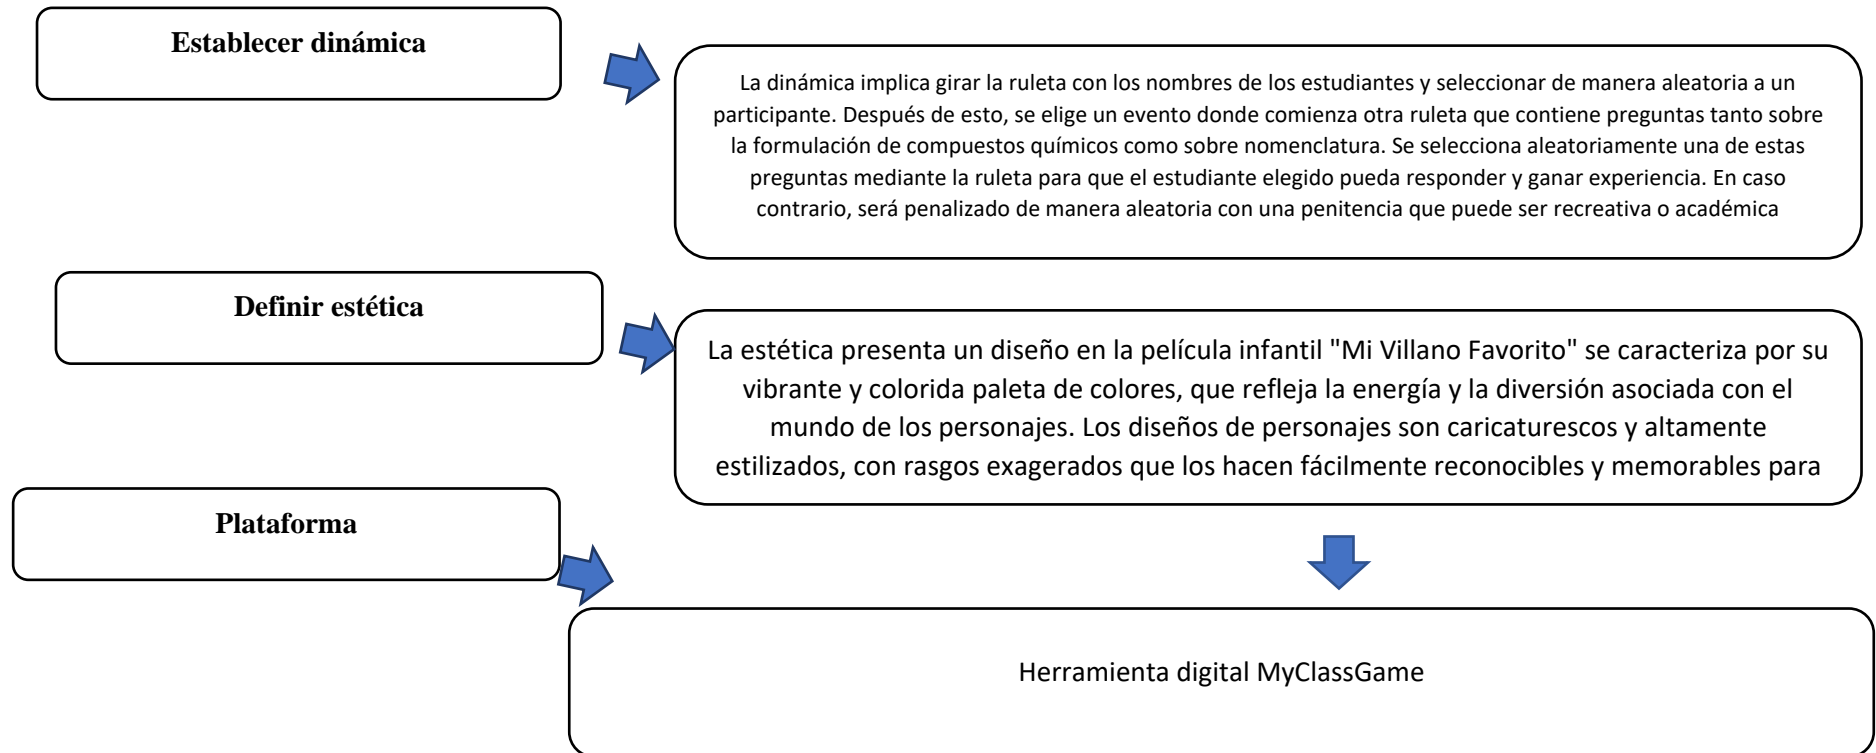 Establecer dinámica
La dinámica implica girar la ruleta con los nombres de los estudiantes y seleccionar de manera aleatoria a un
participante. Después de esto, se elige un evento donde comienza otra ruleta que contiene preguntas tanto sobre
la formulación de compuestos químicos como sobre nomenclatura. Se selecciona aleatoriamente una de estas
preguntas mediante la ruleta para que el estudiante elegido pueda responder y ganar experiencia. En caso
contrario, será penalizado de manera aleatoria con una penitencia que puede ser recreativa o académica
Definir estética
La estética presenta un diseño en la película infantil "Mi Villano Favorito" se caracteriza por su
vibrante y colorida paleta de colores, que refleja la energía y la diversión asociada con el
mundo de los personajes. Los diseños de personajes son caricaturescos y altamente
estilizados, con rasgos exagerados que los hacen fácilmente reconocibles y memorables para
Plataforma
Herramienta digital MyClassGame